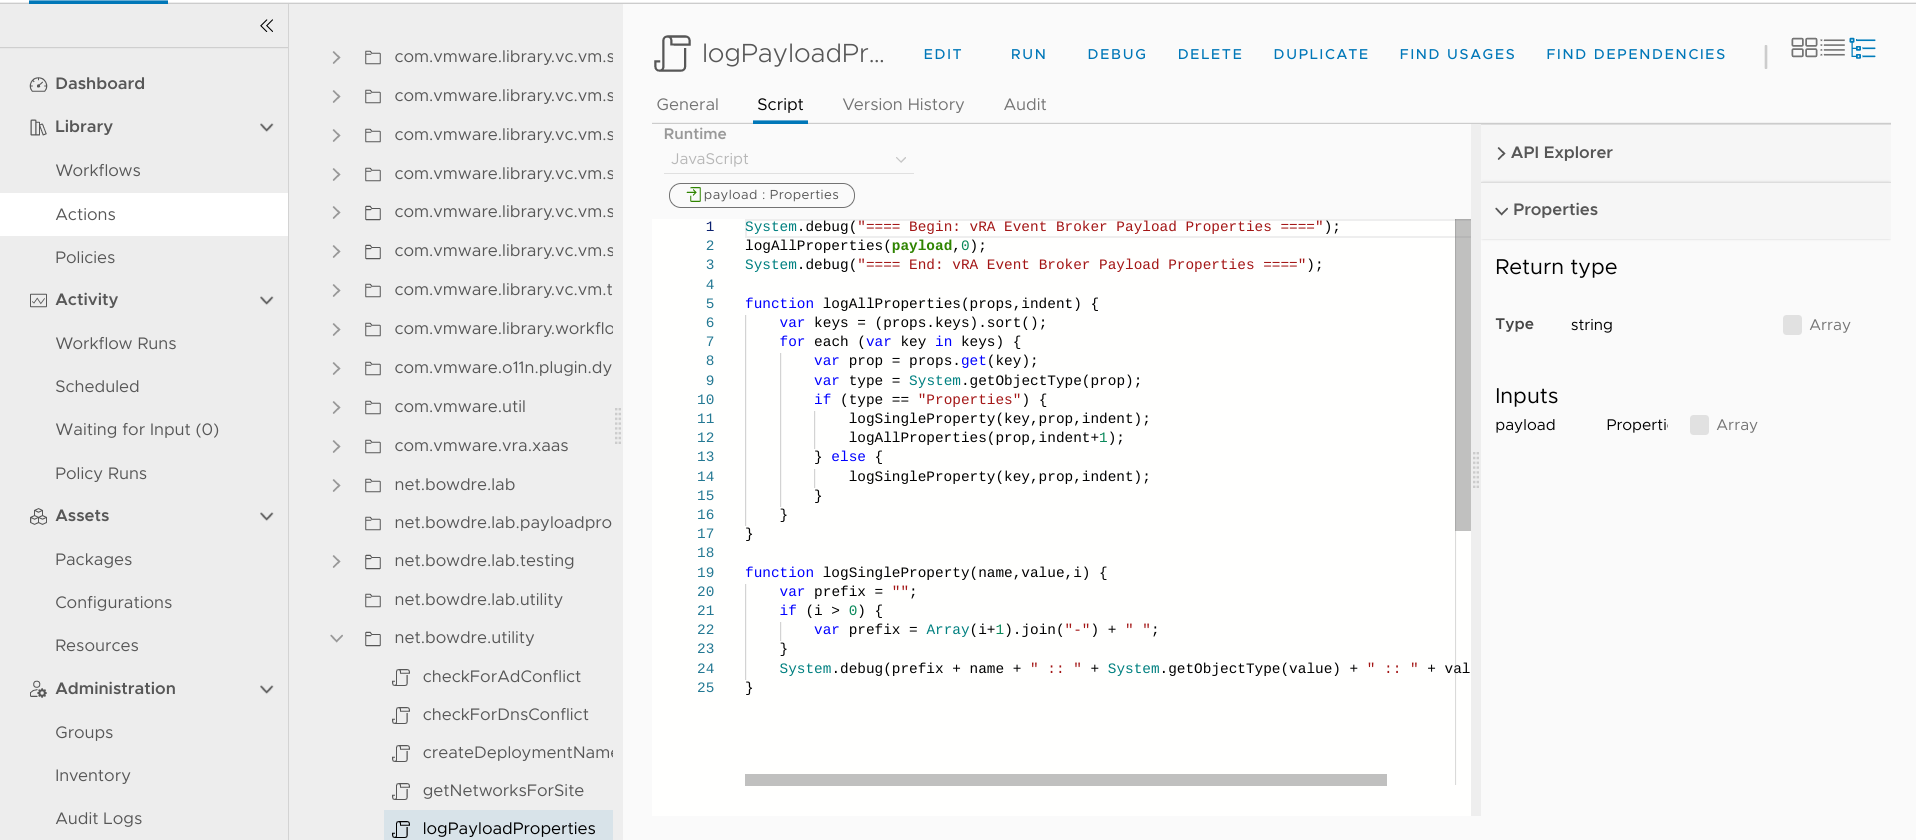 Dashboard
Library
Workflows
Actions
Policies
Activity
Workflow Runs
Scheduled
Waiting for Input (0)
Policy Runs
Assets
Packages
Configurations
Resources
Administration
Groups
Inventory
Audit Logs
com.vmware.library.vc.vm.s
com.vmware.library.vc.vm.s
com.vmware.library.vc.vm.s
com.vmware.library.vc.vm.s
com.vmware.library.vc.vm.s
com.vmware.library.vc.vm.s
com.vmware.library.vc.vm.t
com.vmware.library.workflo
com.vmware.o11n.plugin.dy
com.vmware.util
com.vmware.vra.xaas
net.bowdre.lab
net.bowdre.lab.payloadpro
net.bowdre.lab.testing
net.bowdre.lab.utility
net.bowdre.utility
checkForAdConflict
checkForDnsConflict
createDeploymentName
getNetworksForSite
logPayloadProperties
logPayloadPr...
EDIT RUN DEBUG DELETE DUPLICATE FIND USAGES FIND DEPENDENCIES
General Script Version History Audit
Runtime
JavaScript
payload : Properties
1 System.debug("==== Begin: vRA Event Broker Payload Properties ====");
2 logAllProperties(payload,0);
3 System.debug("==== End: vRA Event Broker Payload Properties ====");
4
5 function logAllProperties(props,indent) {
6     var keys = (props.keys).sort();
7     for each (var key in keys) {
8         var prop = props.get(key);
9         var type = System.getObjectType(prop);
10         if (type == "Properties") {
11             logSingleProperty(key,prop,indent);
12             logAllProperties(prop,indent+1);
13         } else {
14             logSingleProperty(key,prop,indent);
15         }
16     }
17 }
18
19 function logSingleProperty(name,value,i) {
20     var prefix = "";
21     if (i > 0) {
22         var prefix = Array(i+1).join("-") + " ";
23     }
24     System.debug(prefix + name + " :: " + System.getObjectType(value) + " :: " + val
25 }
API Explorer
Properties
Return type
Type string Array
Inputs
payload Properti Array